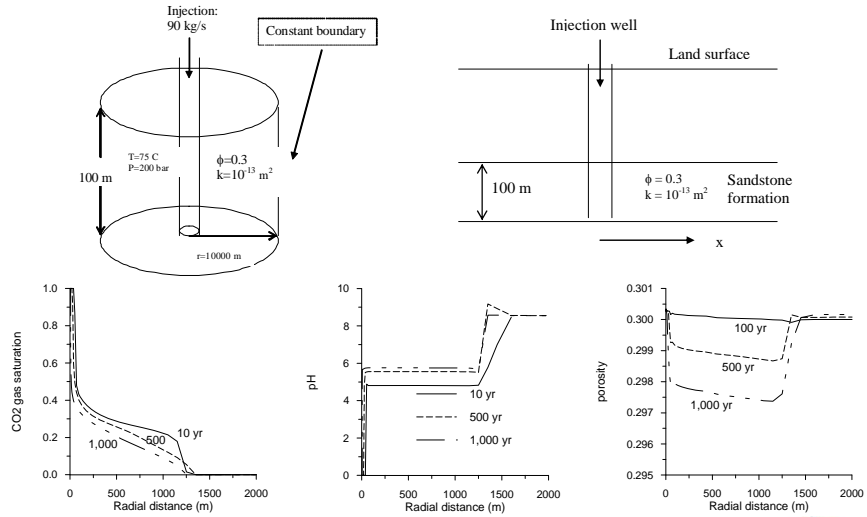 Injection:
90 kg/s
Constant boundary
T=75 C
P=200 bar
ϕ=0.3
k=10⁻¹³ m²
100 m
r=10000 m
Injection well
Land surface
100 m
ϕ = 0.3
k = 10⁻¹³ m²
Sandstone
formation
x
CO2 gas saturation
1.0
0.8
0.6
0.4
0.2
0.0
10 yr
500
1,000
0 500 1000 1500 2000
Radial distance (m)
pH
10
8
6
4
2
0
10 yr
500 yr
1,000 yr
0 500 1000 1500 2000
Radial distance (m)
porosity
0.301
0.300
0.299
0.298
0.297
0.296
0.295
100 yr
500 yr
1,000 yr
0 500 1000 1500 2000
Radial distance (m)